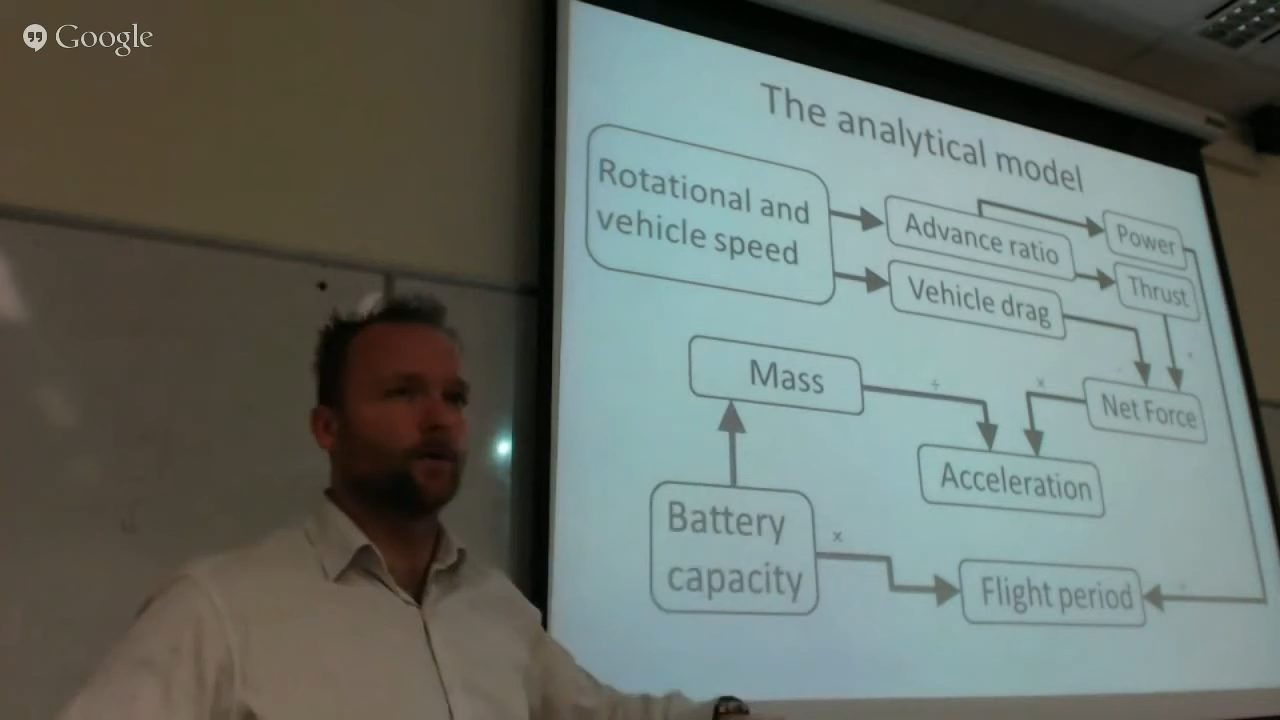 Google
The analytical model
Rotational and
vehicle speed
Advance ratio
Power
Thrust
Vehicle drag
Mass
÷
x
Net Force
Acceleration
Battery
capacity
x
Flight period